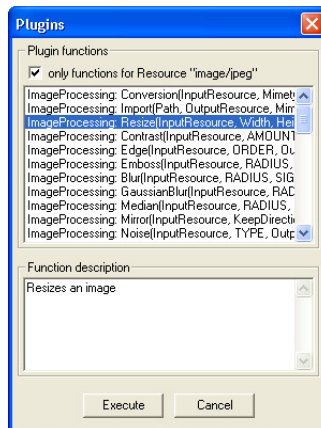 Plugins
Plugin functions
only functions for Resource "image/jpeg"
ImageProcessing: Conversion(InputResource, Mimety
ImageProcessing: Import(Path, OutputResource, Mim
ImageProcessing: Resize(InputResource, Width, Hei
ImageProcessing: Contrast(InputResource, AMOUNT
ImageProcessing: Edge(InputResource, ORDER, Ou
ImageProcessing: Emboss(InputResource, RADIUS,
ImageProcessing: Blur(InputResource, RADIUS, SIG
ImageProcessing: GaussianBlur(InputResource, RAD
ImageProcessing: Median(InputResource, RADIUS,
ImageProcessing: Mirror(InputResource, KeepDirecti
ImageProcessing: Noise(InputResource, TYPE, Outp
Function description
Resizes an image
Execute Cancel